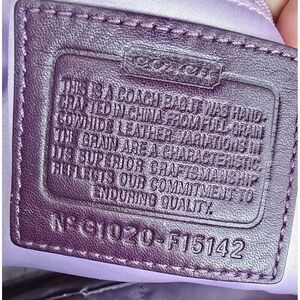 COACH
THIS IS A COACH BAG.IT WAS HAND-
CRAFTED IN CHINA FROM FULL GRAIN
COWHIDE LEATHER. VARIATIONS IN
THE GRAIN ARE A CHARACTERISTIC.
ITS SUPERIOR CRAFTSMANSHIP
REFLECTS OUR COMMITMENT TO
ENDURING QUALITY.
Nº G1020-F15142